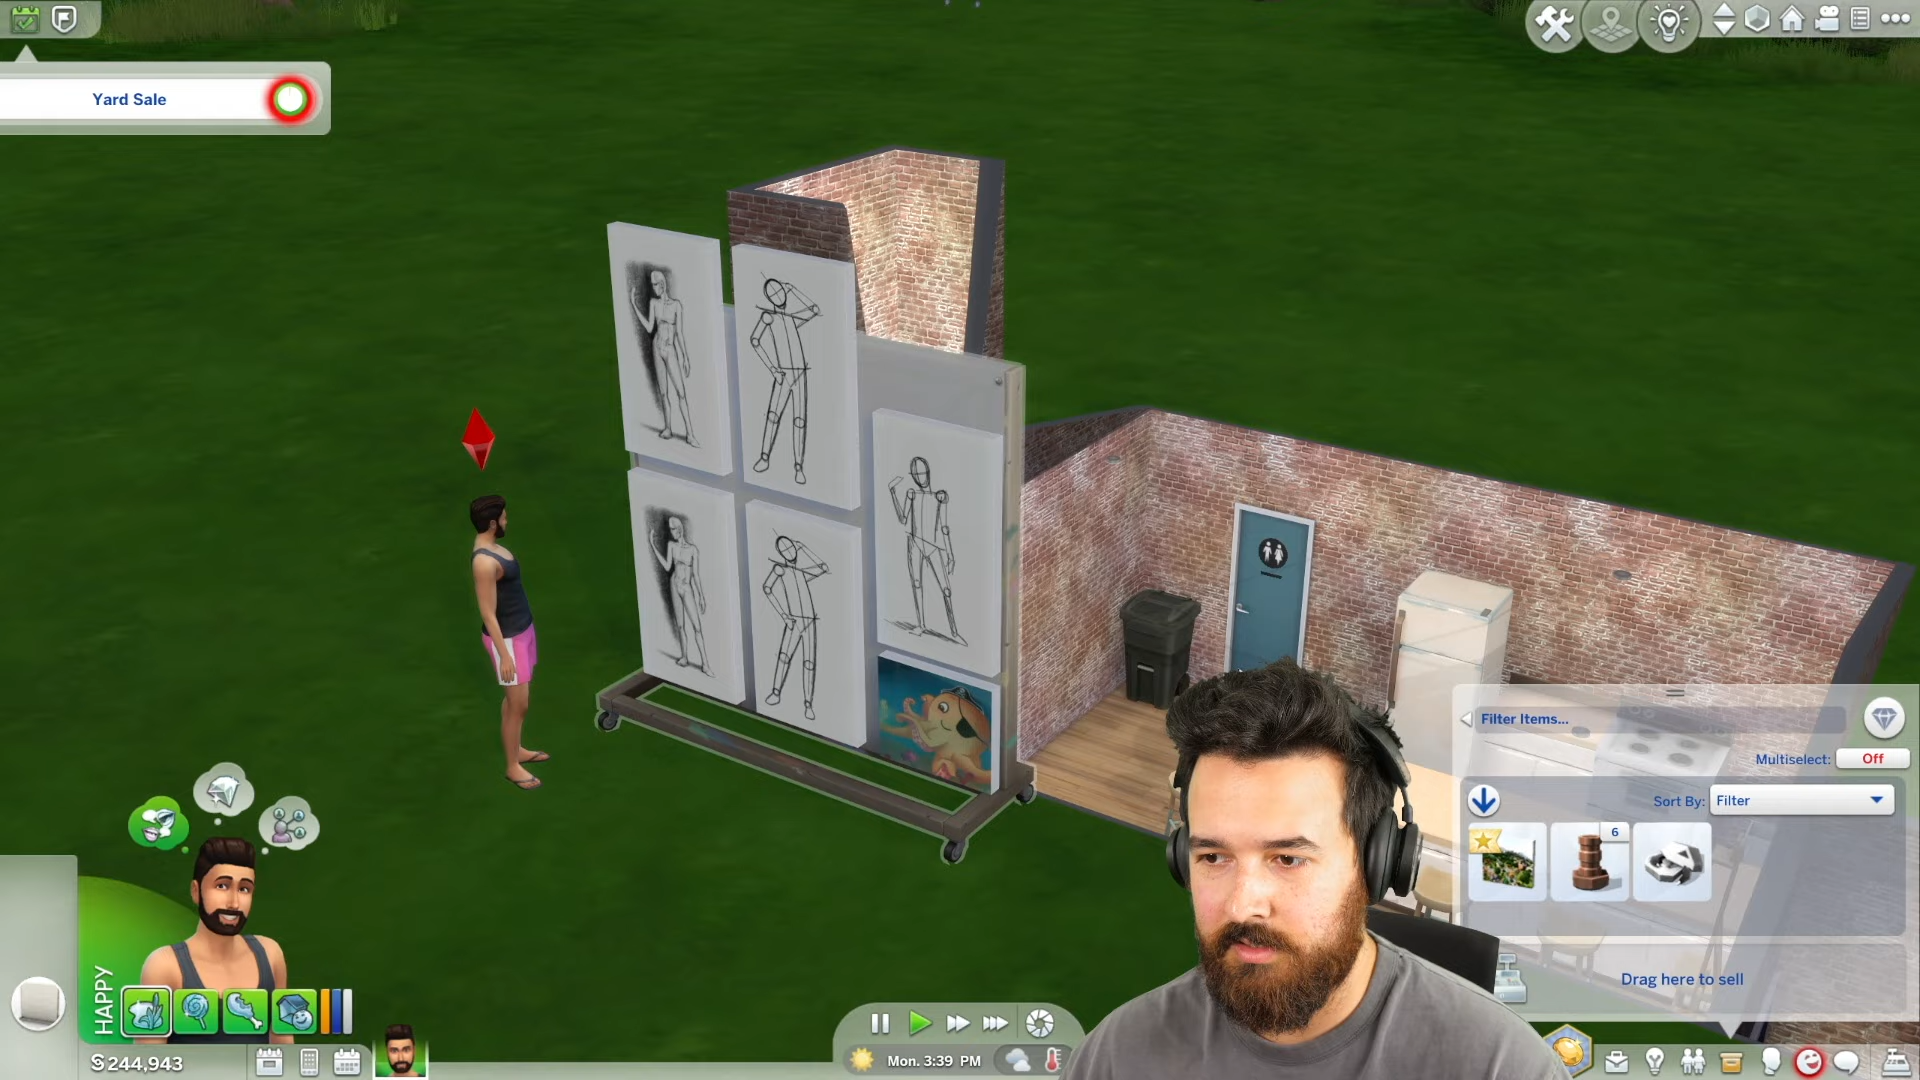 Yard Sale
Filter Items...
Multiselect: Off
Sort By: Filter
6
Drag here to sell
HAPPY
§244,943
Mon. 3:39 PM